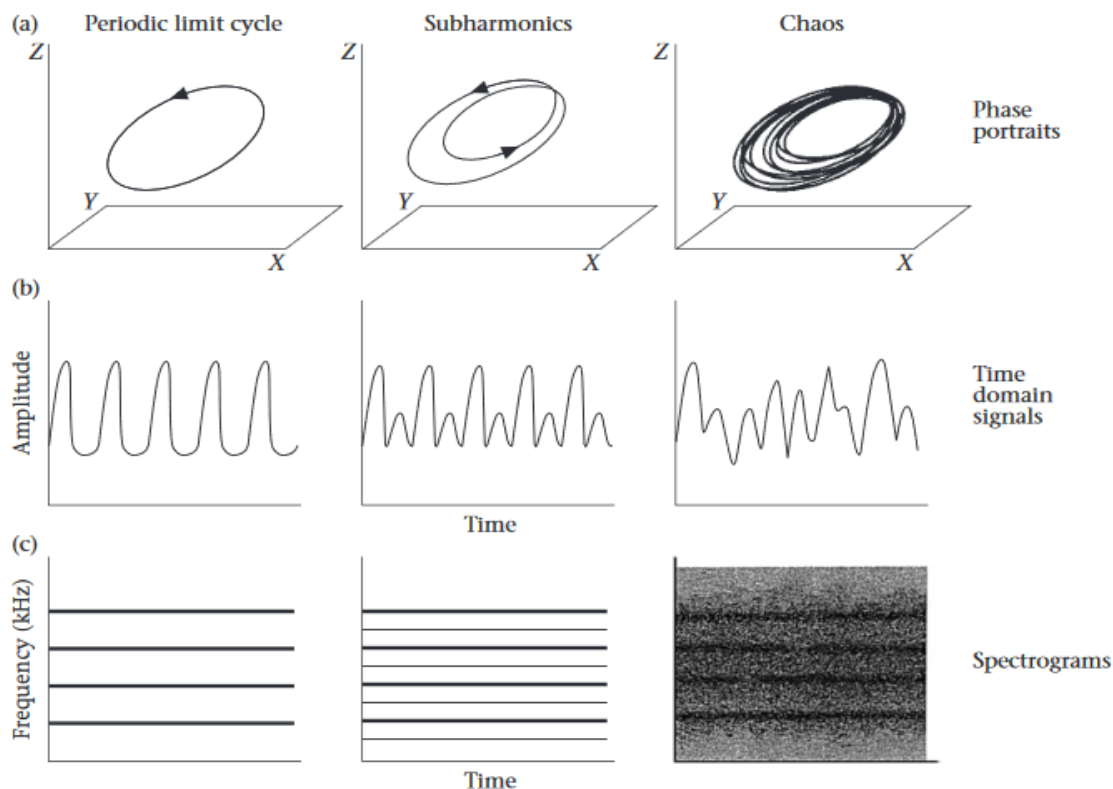 (a) Periodic limit cycle Subharmonics Chaos
Z Z Z
Phase
portraits
Y Y Y
X X X
(b)
Amplitude
Time
domain
signals
Time
(c)
Frequency (kHz)
Spectrograms
Time